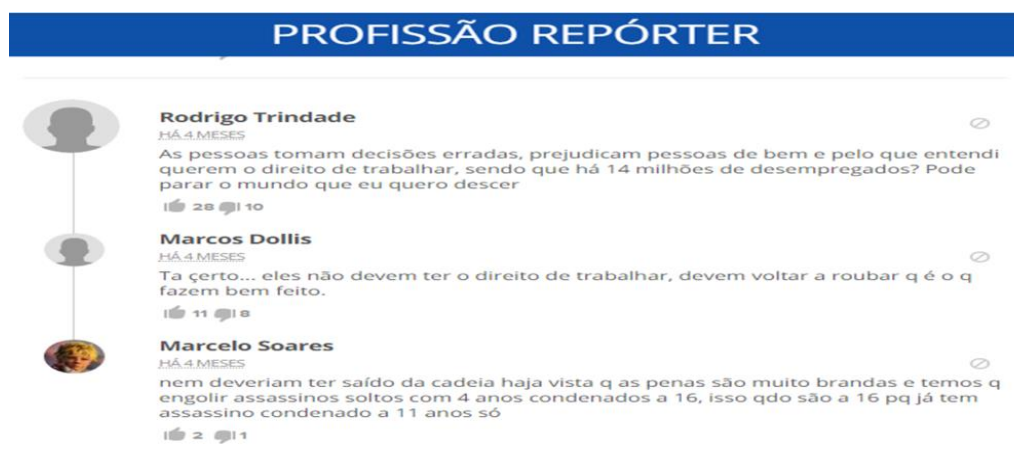 PROFISSÃO REPÓRTER
Rodrigo Trindade
HÁ 4 MESES
As pessoas tomam decisões erradas, prejudicam pessoas de bem e pelo que entendi
querem o direito de trabalhar, sendo que há 14 milhões de desempregados? Pode
parar o mundo que eu quero descer
28 10
Marcos Dollis
HÁ 4 MESES
Ta çerto... eles não devem ter o direito de trabalhar, devem voltar a roubar q é o q
fazem bem feito.
11 8
Marcelo Soares
HÁ 4 MESES
nem deveriam ter saído da cadeia haja vista q as penas são muito brandas e temos q
engolir assassinos soltos com 4 anos condenados a 16, isso qdo são a 16 pq já tem
assassino condenado a 11 anos só
2 1